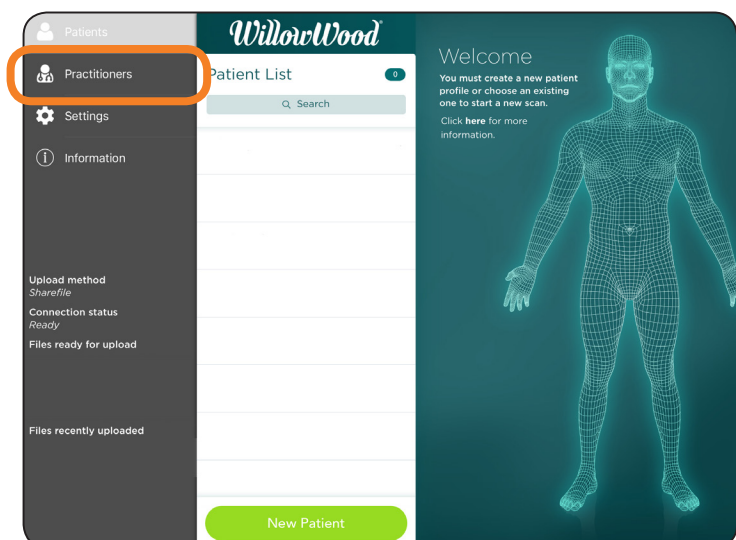 Patients
Practitioners
Settings
Information
Upload method
Sharefile
Connection status
Ready
Files ready for upload
Files recently uploaded
WillowWood
Patient List
0
Search
New Patient
Welcome
You must create a new patient
profile or choose an existing
one to start a new scan.
Click here for more
information.